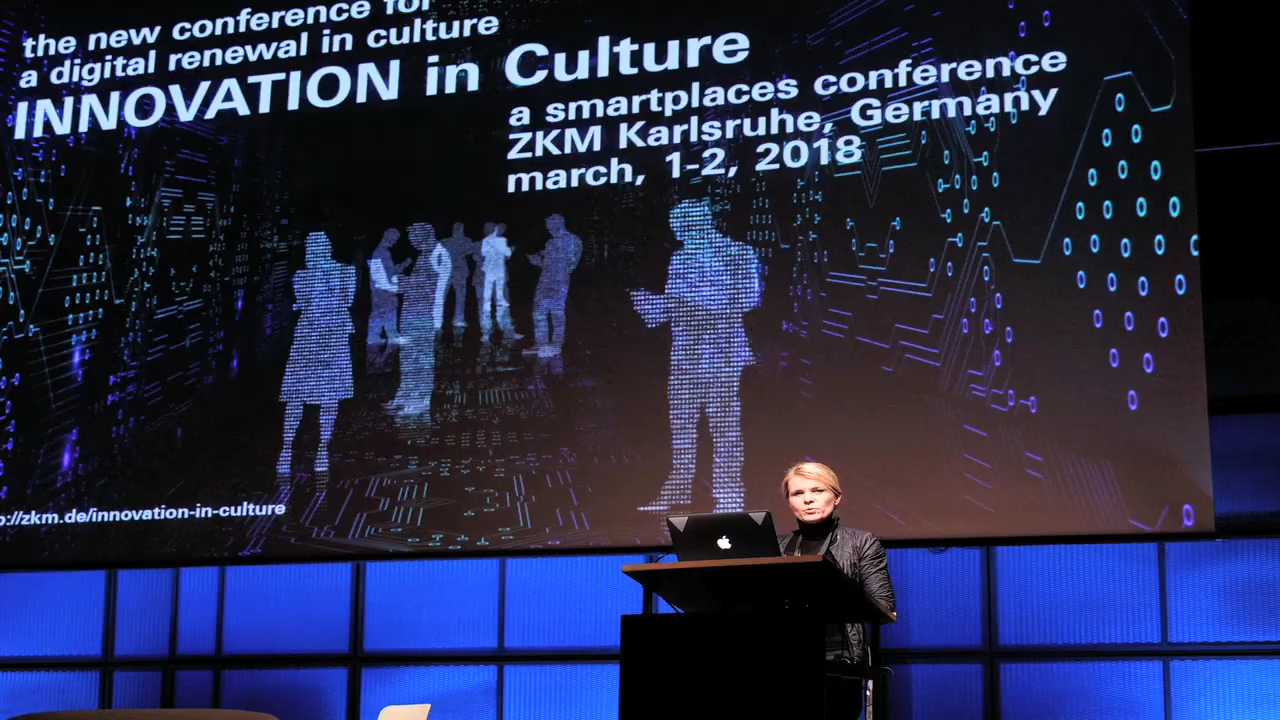 the new conference for
a digital renewal in culture
INNOVATION in Culture
a smartplaces conference
ZKM Karlsruhe, Germany
march, 1-2, 2018
p://zkm.de/innovation-in-culture